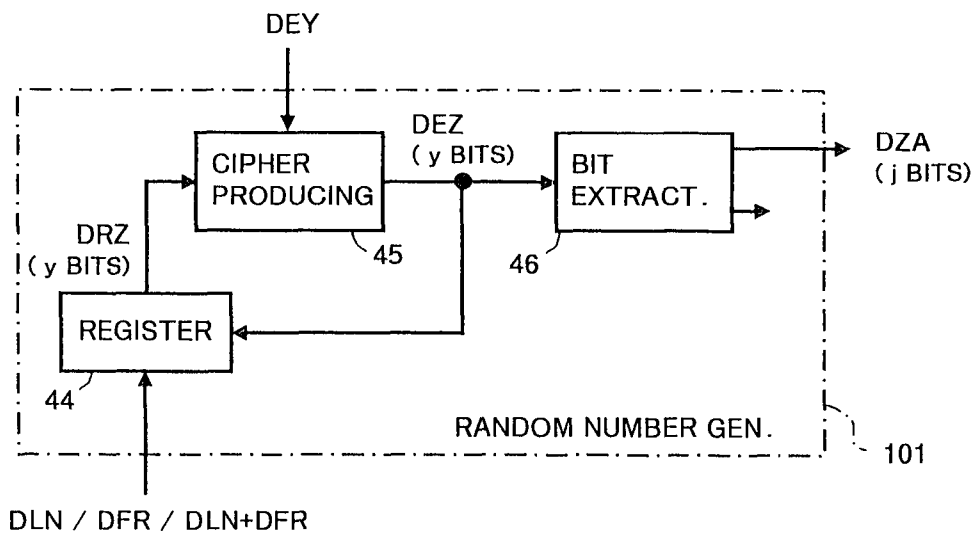 DEY
DEZ
( y BITS)
CIPHER
PRODUCING
BIT
EXTRACT.
DZA
( j BITS)
DRZ
( y BITS)
45
46
REGISTER
44
RANDOM NUMBER GEN.
101
DLN / DFR / DLN+DFR